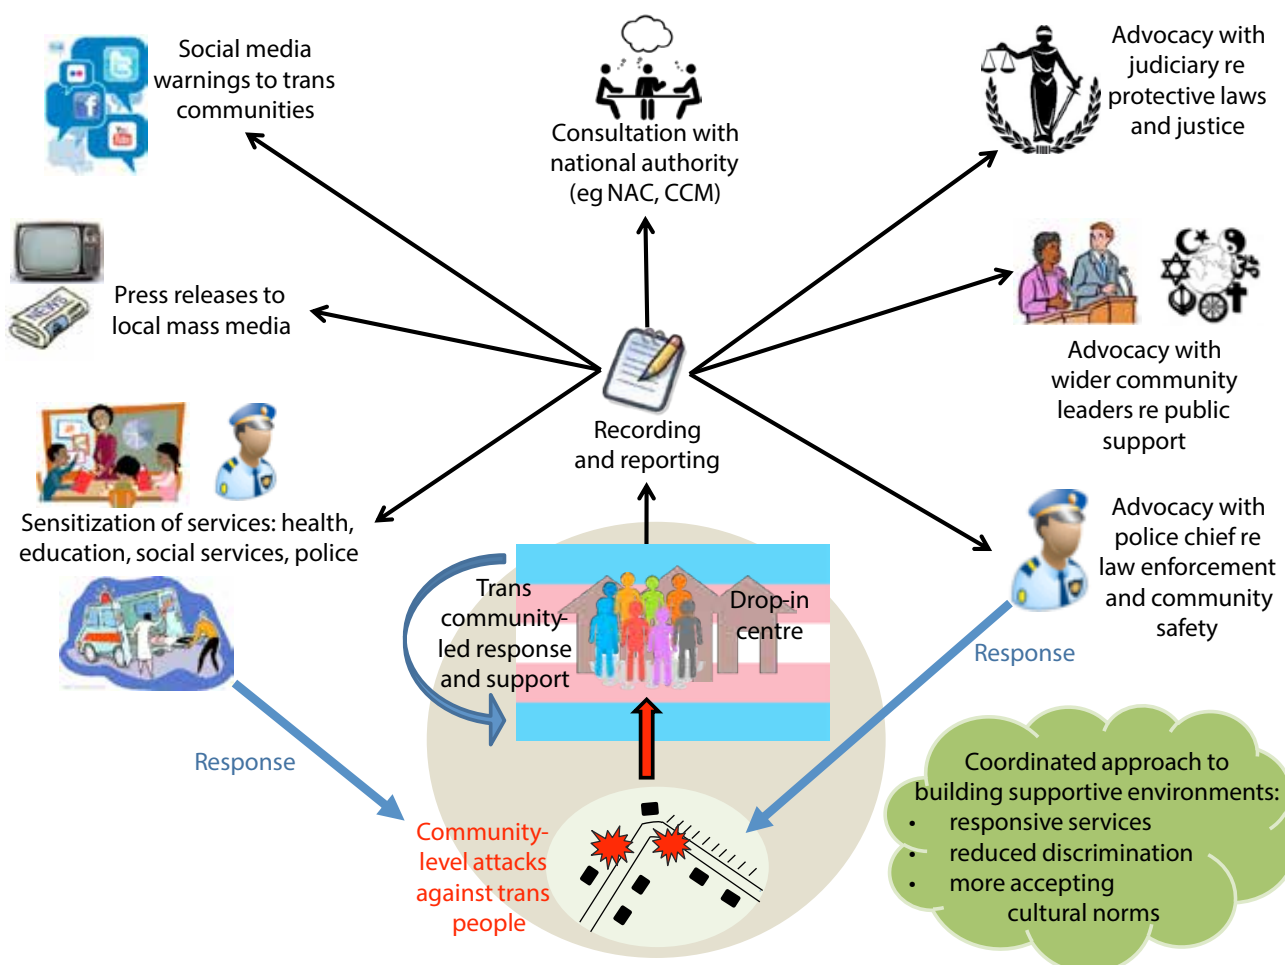 Social media
warnings to trans
communities
Consultation with
national authority
(eg NAC, CCM)
Advocacy with
judiciary re
protective laws
and justice
Press releases to
local mass media
NEWS
Advocacy with
wider community
leaders re public
support
Recording
and reporting
Sensitization of services: health,
education, social services, police
Advocacy with
police chief re
law enforcement
and community
safety
Trans
community-
led response
and support
Drop-in
centre
Response
Response
Community-
level attacks
against trans
people
Coordinated approach to
building supportive environments:
• responsive services
• reduced discrimination
• more accepting
cultural norms